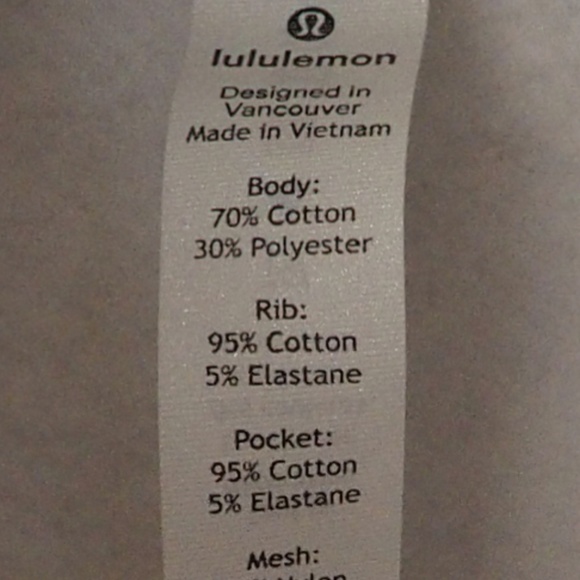 lululemon
Designed in
Vancouver
Made in Vietnam
Body:
70% Cotton
30% Polyester
Rib:
95% Cotton
5% Elastane
Pocket:
95% Cotton
5% Elastane
Mesh: